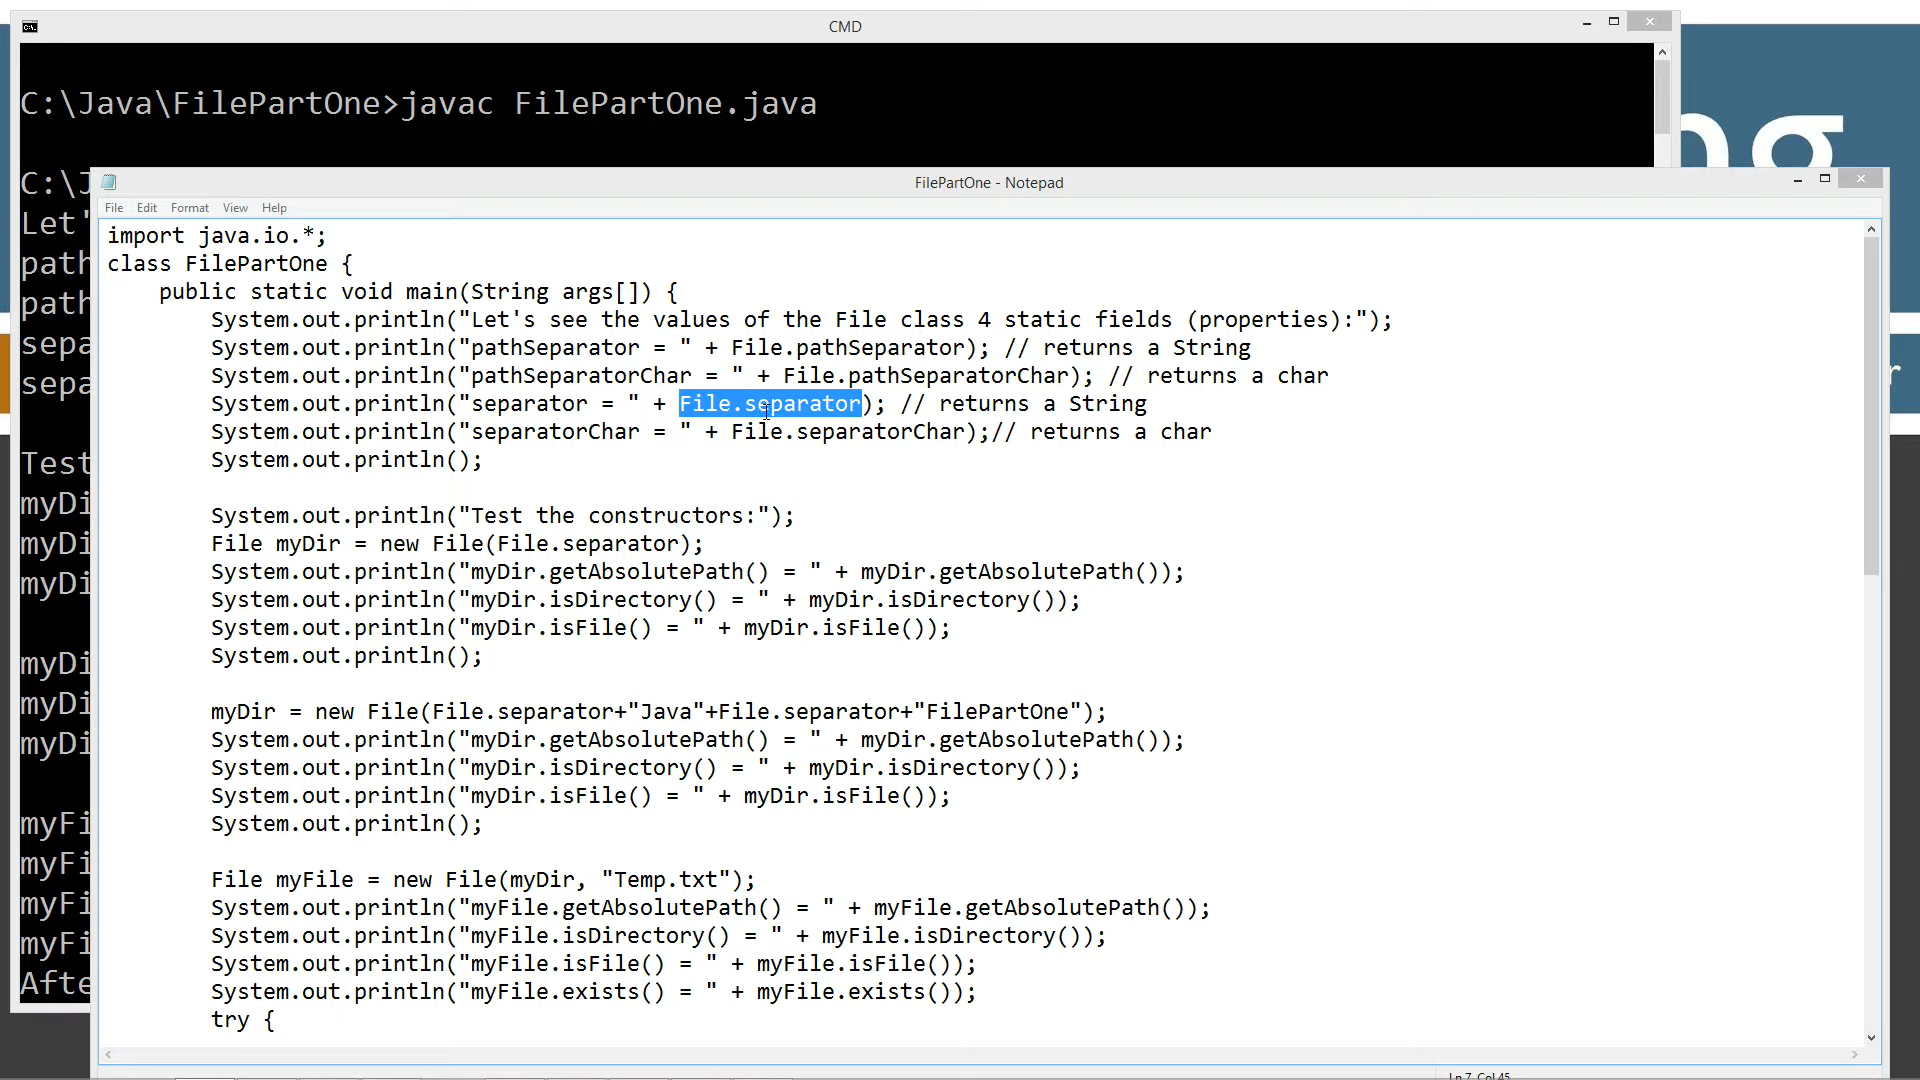 CMD
C:\Java\FilePartOne>javac FilePartOne.java
C:\J
Let'
path
path
sepa
sepa
Test
myDi
myDi
myDi
myDi
myDi
myDi
myFi
myFi
myFi
myFi
Afte
ng
r
FilePartOne - Notepad
File Edit Format View Help
import java.io.*;
class FilePartOne {
public static void main(String args[]) {
System.out.println("Let's see the values of the File class 4 static fields (properties):");
System.out.println("pathSeparator = " + File.pathSeparator); // returns a String
System.out.println("pathSeparatorChar = " + File.pathSeparatorChar); // returns a char
System.out.println("separator = " + File.separator); // returns a String
System.out.println("separatorChar = " + File.separatorChar);// returns a char
System.out.println();
System.out.println("Test the constructors:");
File myDir = new File(File.separator);
System.out.println("myDir.getAbsolutePath() = " + myDir.getAbsolutePath());
System.out.println("myDir.isDirectory() = " + myDir.isDirectory());
System.out.println("myDir.isFile() = " + myDir.isFile());
System.out.println();
myDir = new File(File.separator+"Java"+File.separator+"FilePartOne");
System.out.println("myDir.getAbsolutePath() = " + myDir.getAbsolutePath());
System.out.println("myDir.isDirectory() = " + myDir.isDirectory());
System.out.println("myDir.isFile() = " + myDir.isFile());
System.out.println();
File myFile = new File(myDir, "Temp.txt");
System.out.println("myFile.getAbsolutePath() = " + myFile.getAbsolutePath());
System.out.println("myFile.isDirectory() = " + myFile.isDirectory());
System.out.println("myFile.isFile() = " + myFile.isFile());
System.out.println("myFile.exists() = " + myFile.exists());
try {
Ln 7, Col 45